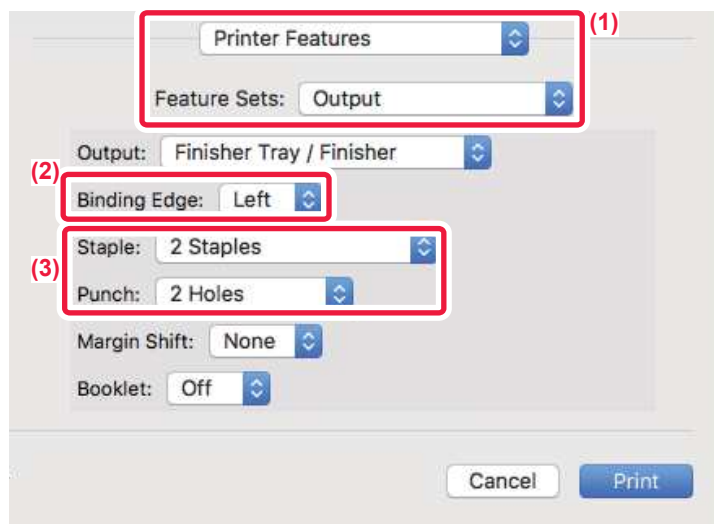 Printer Features
(1)
Feature Sets: Output
Output: Finisher Tray / Finisher
(2)
Binding Edge: Left
Staple: 2 Staples
(3)
Punch: 2 Holes
Margin Shift: None
Booklet: Off
Cancel Print